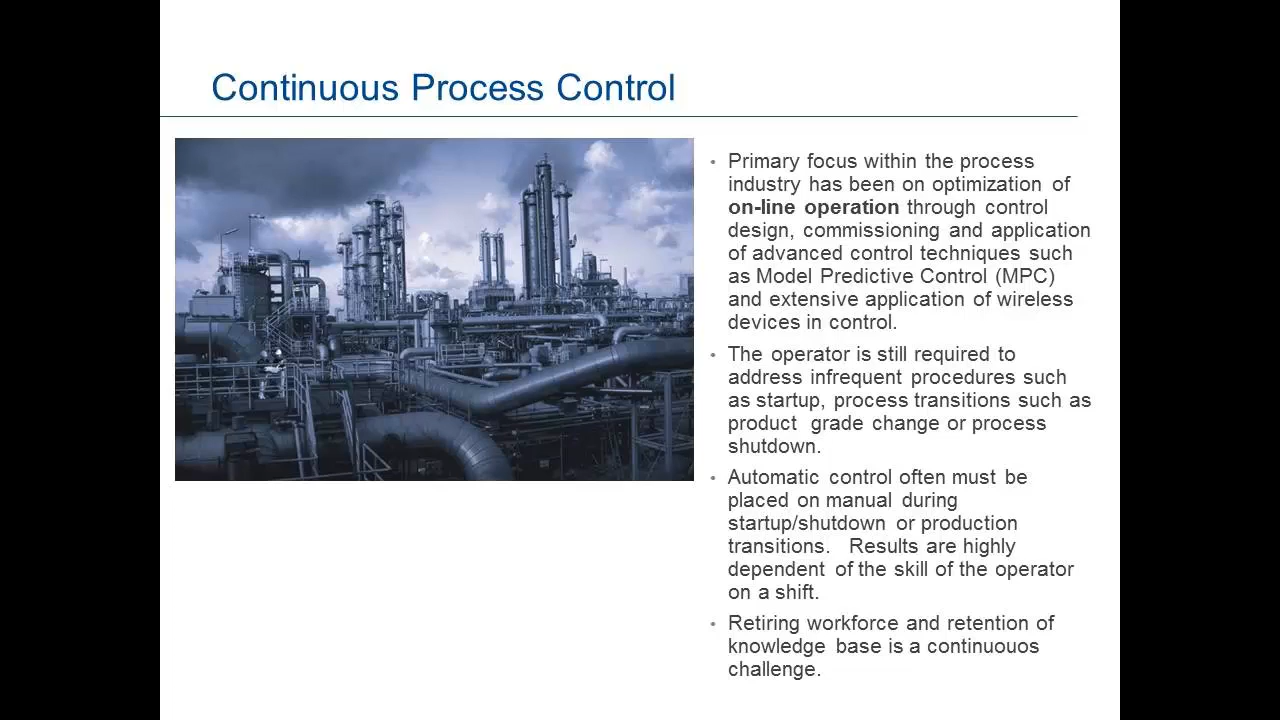 Continuous Process Control
• Primary focus within the process
industry has been on optimization of
on-line operation through control
design, commissioning and application
of advanced control techniques such
as Model Predictive Control (MPC)
and extensive application of wireless
devices in control.
• The operator is still required to
address infrequent procedures such
as startup, process transitions such as
product grade change or process
shutdown.
• Automatic control often must be
placed on manual during
startup/shutdown or production
transitions. Results are highly
dependent of the skill of the operator
on a shift.
• Retiring workforce and retention of
knowledge base is a continuouos
challenge.